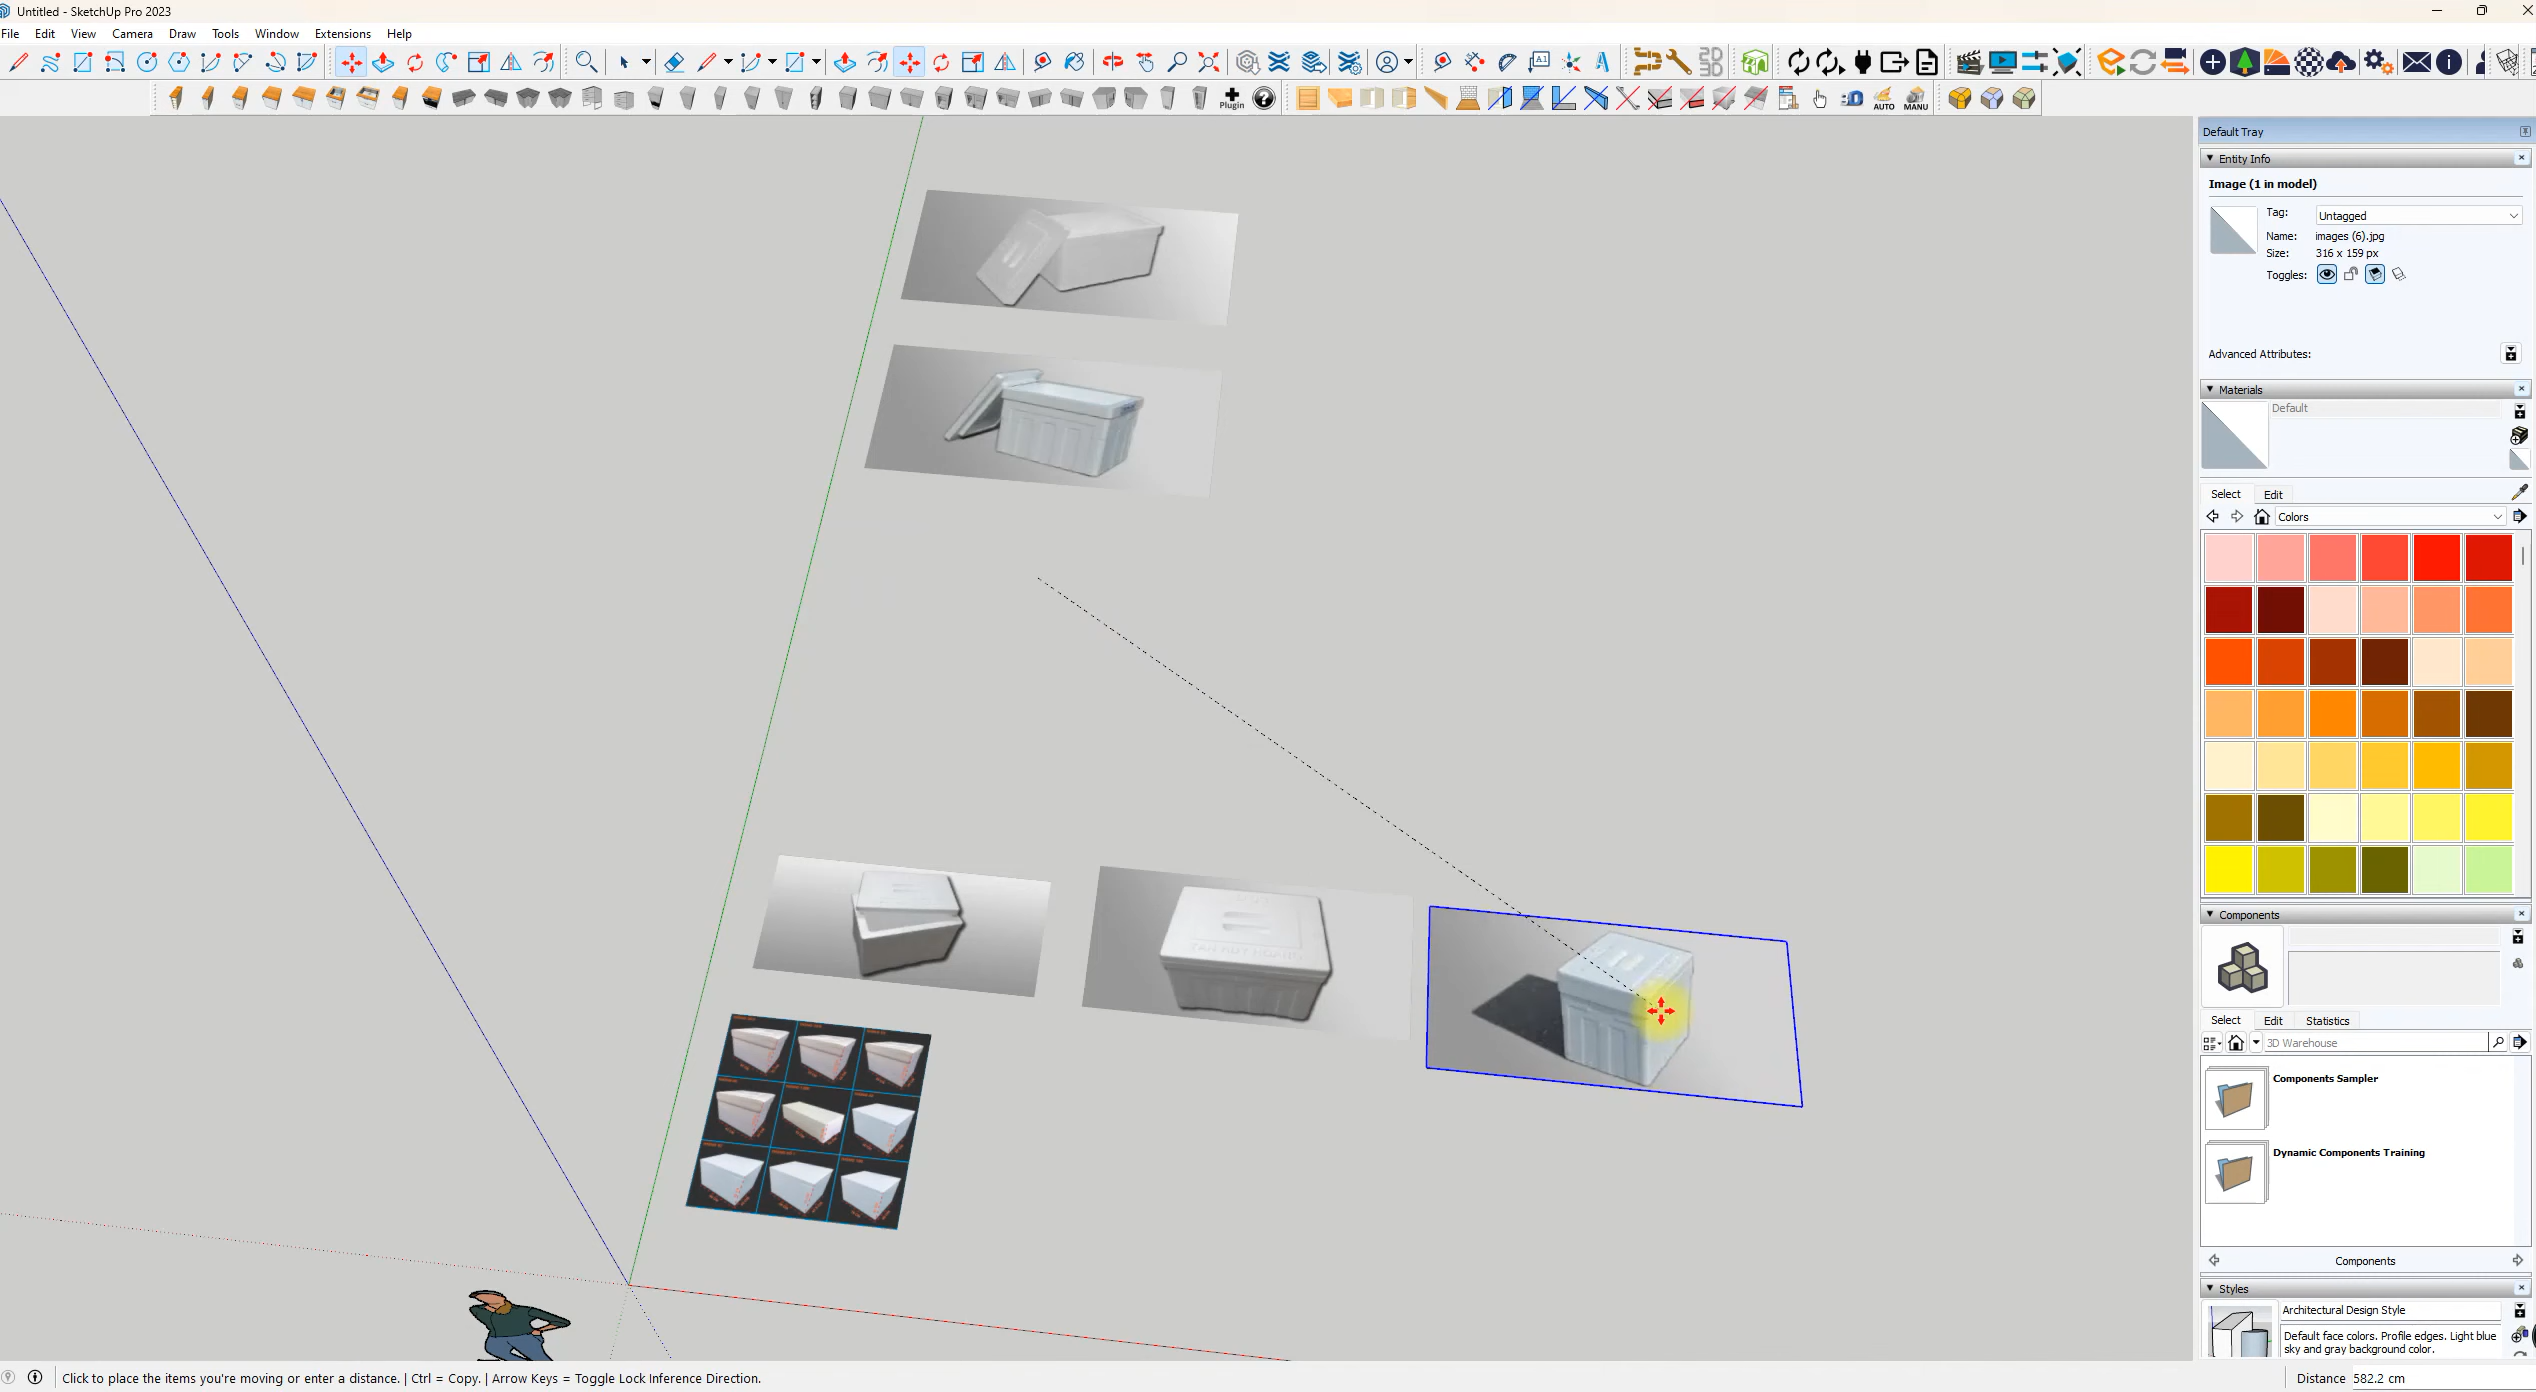 Untitled - SketchUp Pro 2023
File Edit View Camera Draw Tools Window Extensions Help
A1
2D
3D
Plugin
AUTO
MANU
Default Tray
Entity Info
Image (1 in model)
Tag: Untagged
Name: images (6).jpg
Size: 316 x 159 px
Toggles:
Advanced Attributes:
Materials
Default
Select Edit
Colors
Components
Select Edit Statistics
3D Warehouse
Components Sampler
Dynamic Components Training
Components
Styles
Architectural Design Style
Default face colors. Profile edges. Light blue
sky and gray background color.
Click to place the items you're moving or enter a distance. | Ctrl = Copy. | Arrow Keys = Toggle Lock Inference Direction.
Distance 582.2 cm